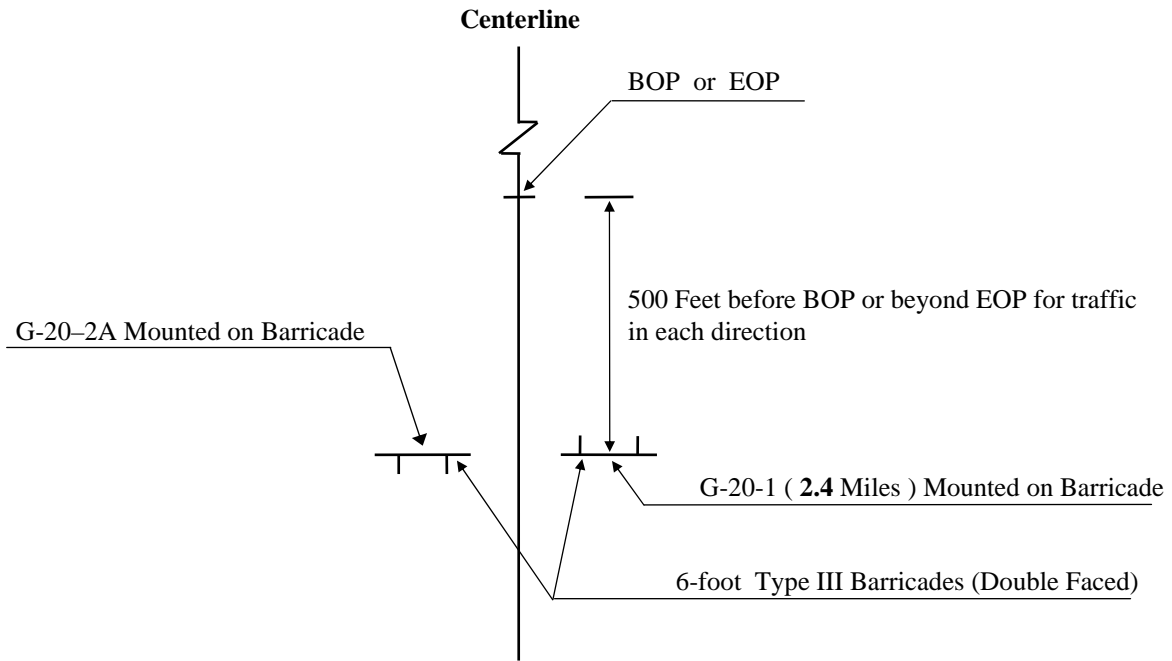 Centerline
BOP or EOP
500 Feet before BOP or beyond EOP for traffic
in each direction
G-20–2A Mounted on Barricade
G-20-1 ( 2.4 Miles ) Mounted on Barricade
6-foot Type III Barricades (Double Faced)